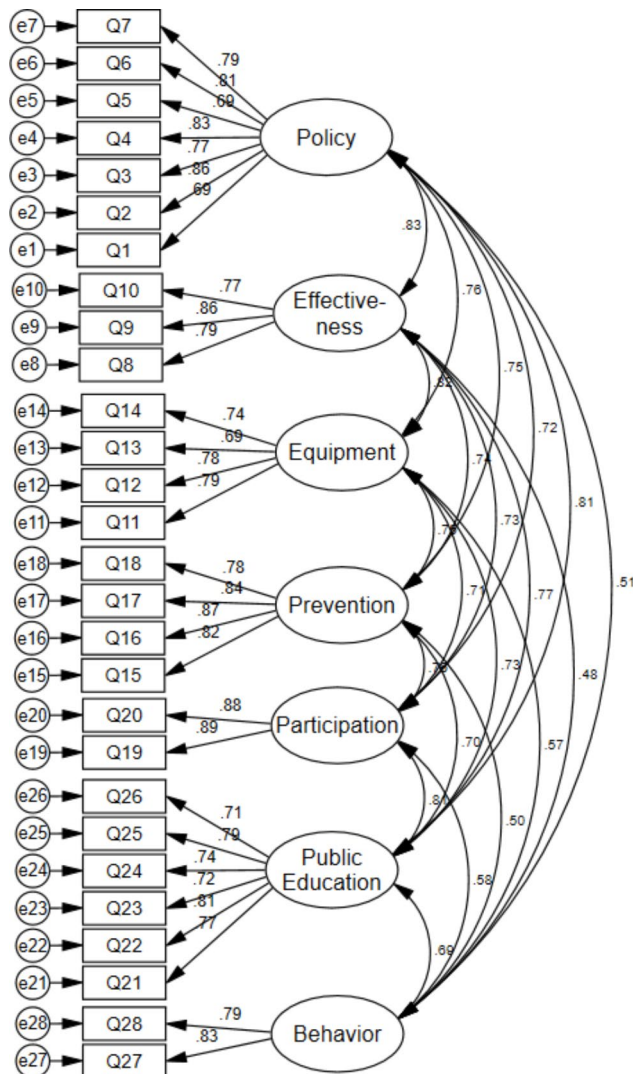 e7
Q7
.79
e6
Q6
.81
e5
Q5
.69
e4
Q4
.83
Policy
e3
Q3
.77
e2
Q2
.86
e1
Q1
.69
.83
e10
Q10
.77
.76
e9
Q9
.86
Effective-
ness
e8
Q8
.79
.75
.82
.72
e14
Q14
.74
e13
Q13
.69
Equipment
.74
e12
Q12
.78
e11
Q11
.79
.73
.81
e18
Q18
.78
e17
Q17
.84
.71
.77
.51
e16
Q16
.87
Prevention
e15
Q15
.82
.73
.48
e20
Q20
.88
Participation
e19
Q19
.89
.70
.57
e26
Q26
.71
.81
.50
e25
Q25
.79
e24
Q24
.74
Public
Education
e23
Q23
.72
.58
e22
Q22
.81
e21
Q21
.77
.69
e28
Q28
.79
Behavior
e27
Q27
.83